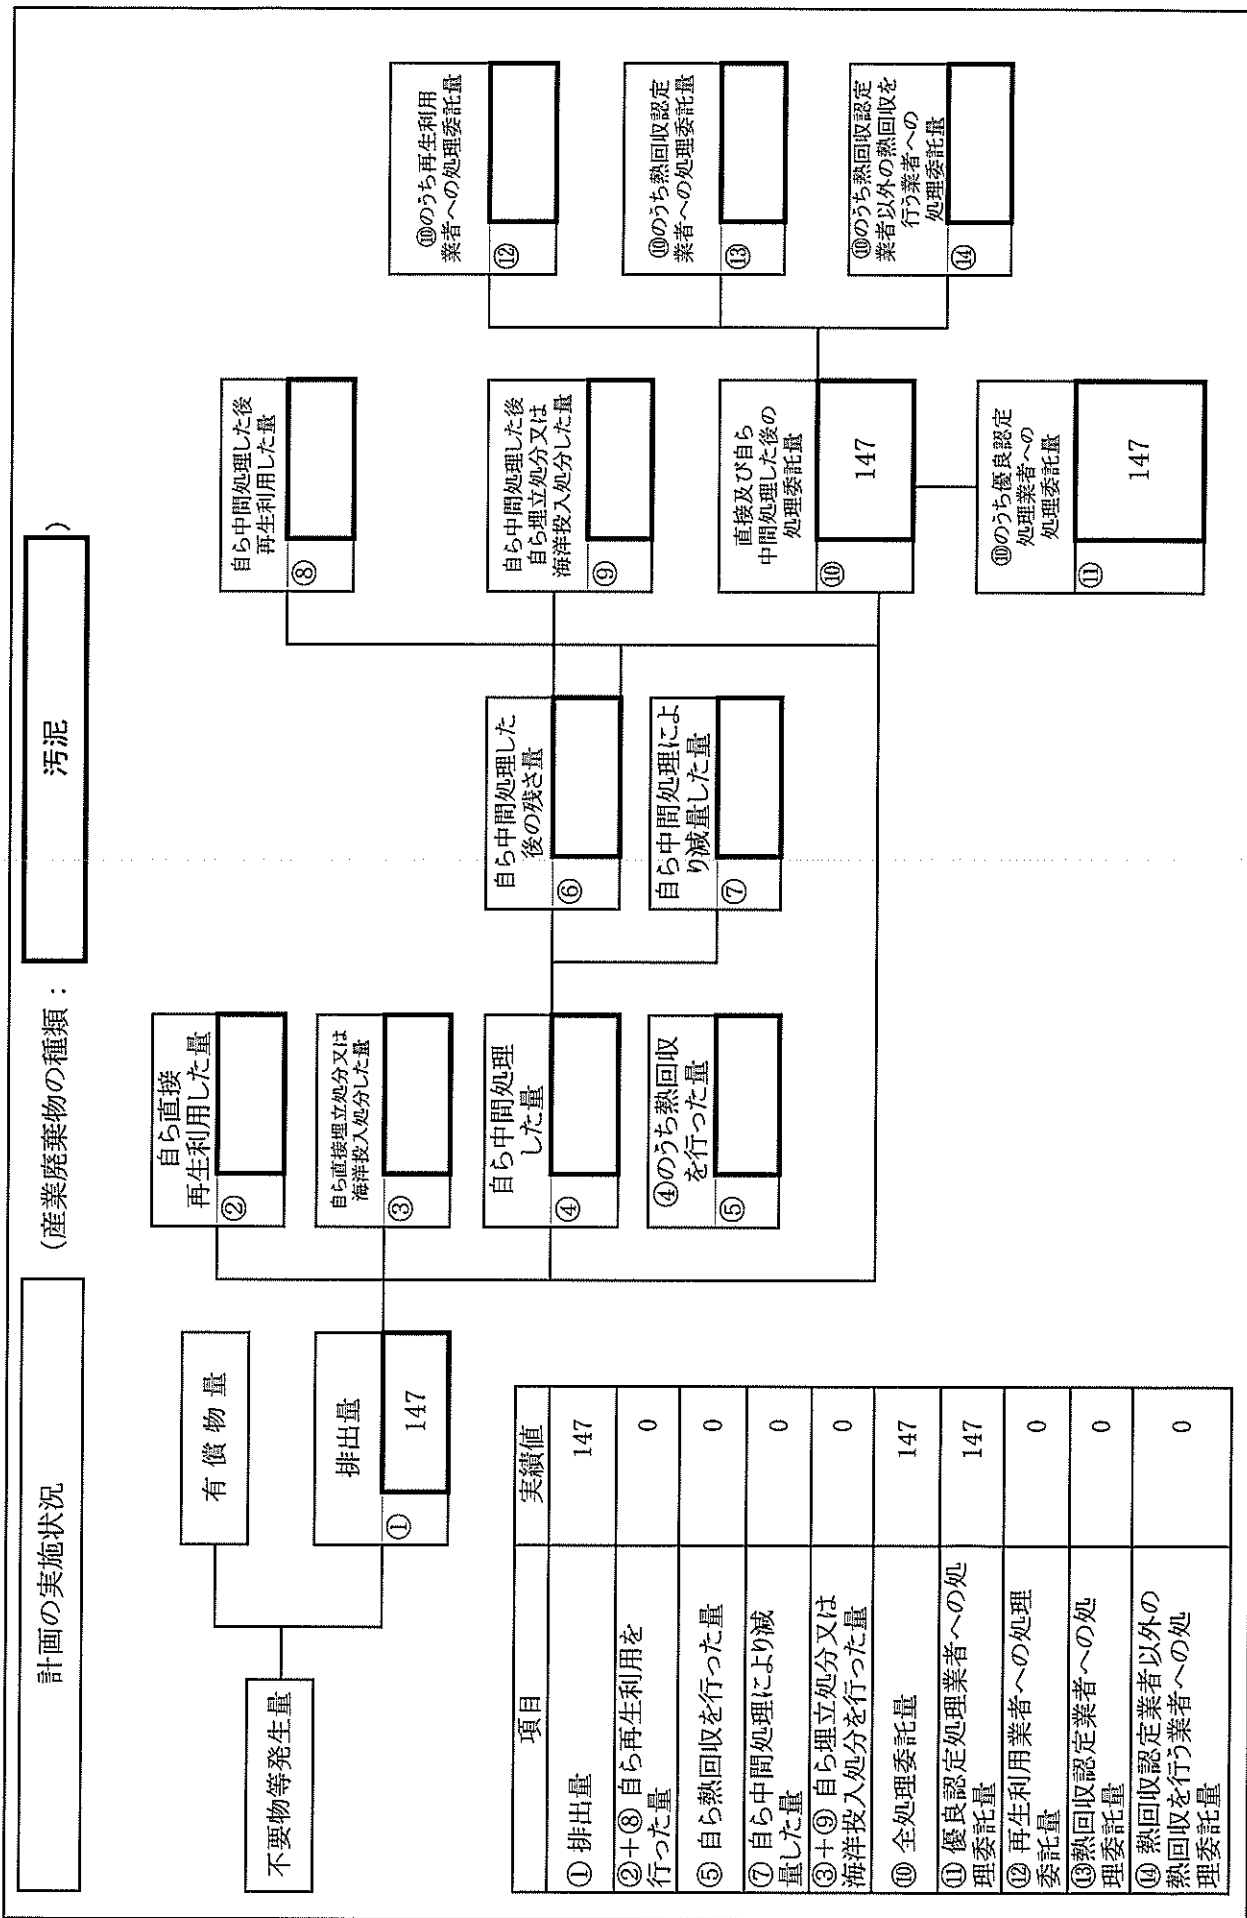 計画の実施状況
（産業廃棄物の種類：
汚泥
）
不要物等発生量
有 償 物 量
排出量
①
147
自ら直接
再生利用した量
②
自ら直接埋立処分又は
海洋投入処分した量
③
自ら中間処理
した量
④
④のうち熱回収
を行った量
⑤
自ら中間処理した
後の残さ量
⑥
自ら中間処理によ
り減量した量
⑦
自ら中間処理した後
再生利用した量
⑧
自ら中間処理した後
自ら埋立処分又は
海洋投入処分した量
⑨
直接及び自ら
中間処理した後の
処理委託量
⑩
147
⑩のうち優良認定
処理業者への
処理委託量
⑪
147
⑩のうち再生利用
業者への処理委託量
⑫
⑩のうち熱回収認定
業者への処理委託量
⑬
⑩のうち熱回収認定
業者以外の熱回収を
行う業者への
処理委託量
⑭
項目
実績値
① 排出量
147
②＋⑧ 自ら再生利用を
行った量
0
⑤ 自ら熱回収を行った量
0
⑦ 自ら中間処理により減
量した量
0
③＋⑨ 自ら埋立処分又は
海洋投入処分を行った量
0
⑩ 全処理委託量
147
⑪ 優良認定処理業者への処
理委託量
147
⑫ 再生利用業者への処理
委託量
0
⑬熱回収認定業者への処
理委託量
0
⑭ 熱回収認定業者以外の
熱回収を行う業者への処
理委託量
0